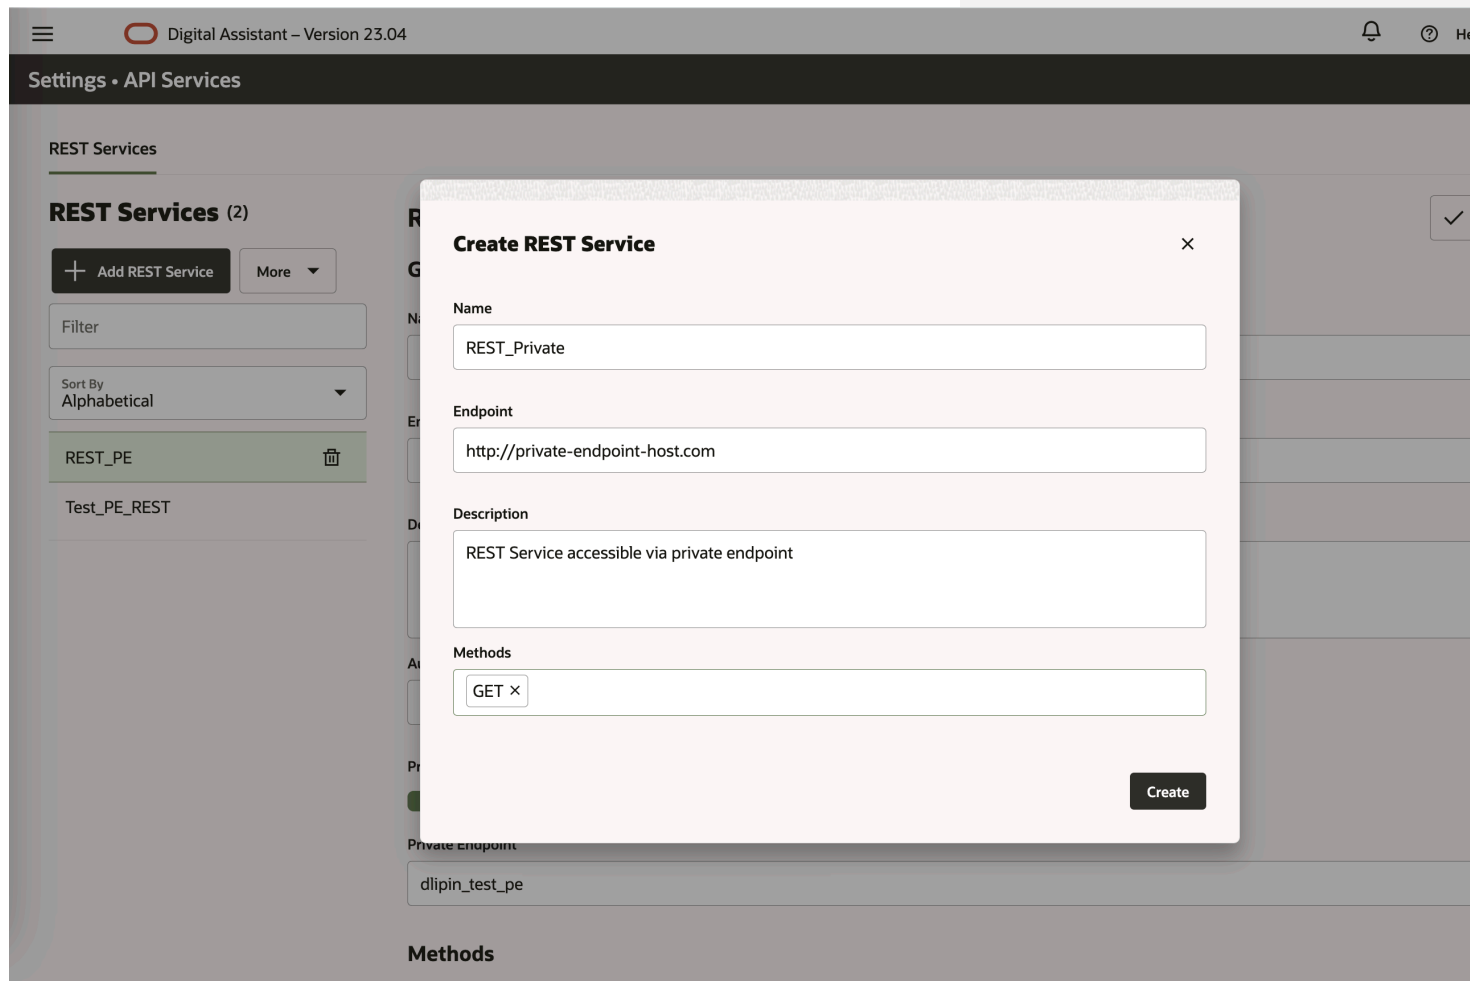 Digital Assistant – Version 23.04
Settings • API Services
REST Services
REST Services (2)
Add REST Service
More
Filter
Sort By
Alphabetical
REST_PE
Test_PE_REST
Create REST Service
Name
REST_Private
Endpoint
http://private-endpoint-host.com
Description
REST Service accessible via private endpoint
Methods
GET ×
Create
Private Endpoint
dlipin_test_pe
Methods